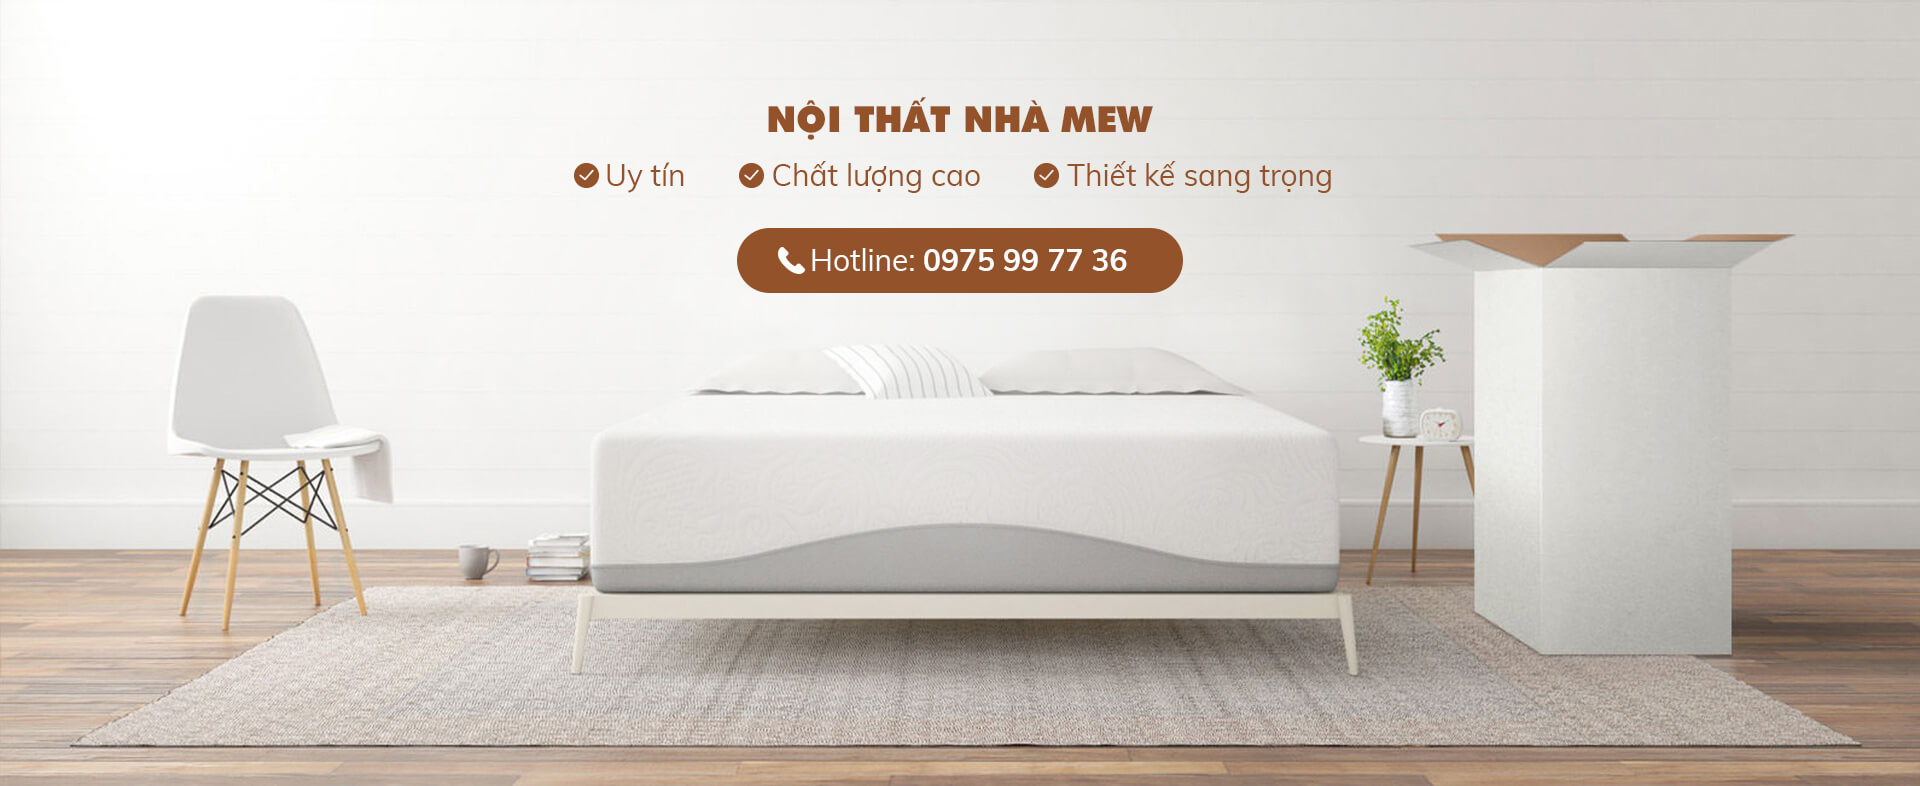 NỘI THẤT NHÀ MEW
Uy tín Chất lượng cao Thiết kế sang trọng
Hotline: 0975 99 77 36